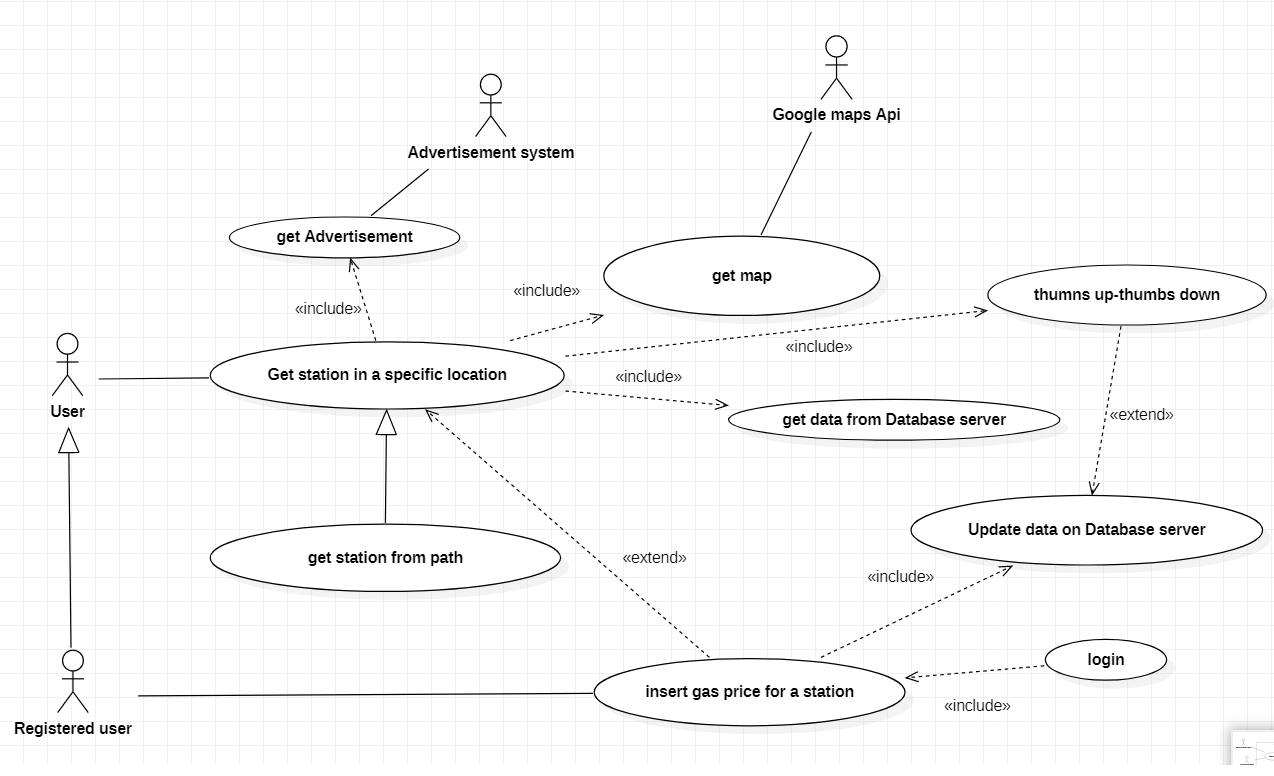 Google maps Api
Advertisement system
get Advertisement
get map
«include»
thumns up-thumbs down
«include»
«include»
User
Get station in a specific location
«include»
get data from Database server
«extend»
Update data on Database server
get station from path
«extend»
«include»
login
insert gas price for a station
«include»
Registered user